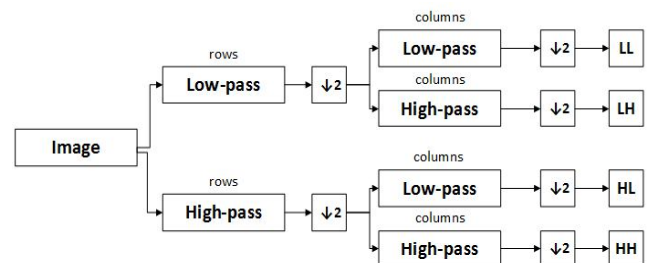 columns
rows
Low-pass ↓2 LL
columns
Low-pass ↓2
High-pass ↓2 LH
Image
columns
rows
Low-pass ↓2 HL
columns
High-pass ↓2
High-pass ↓2 HH